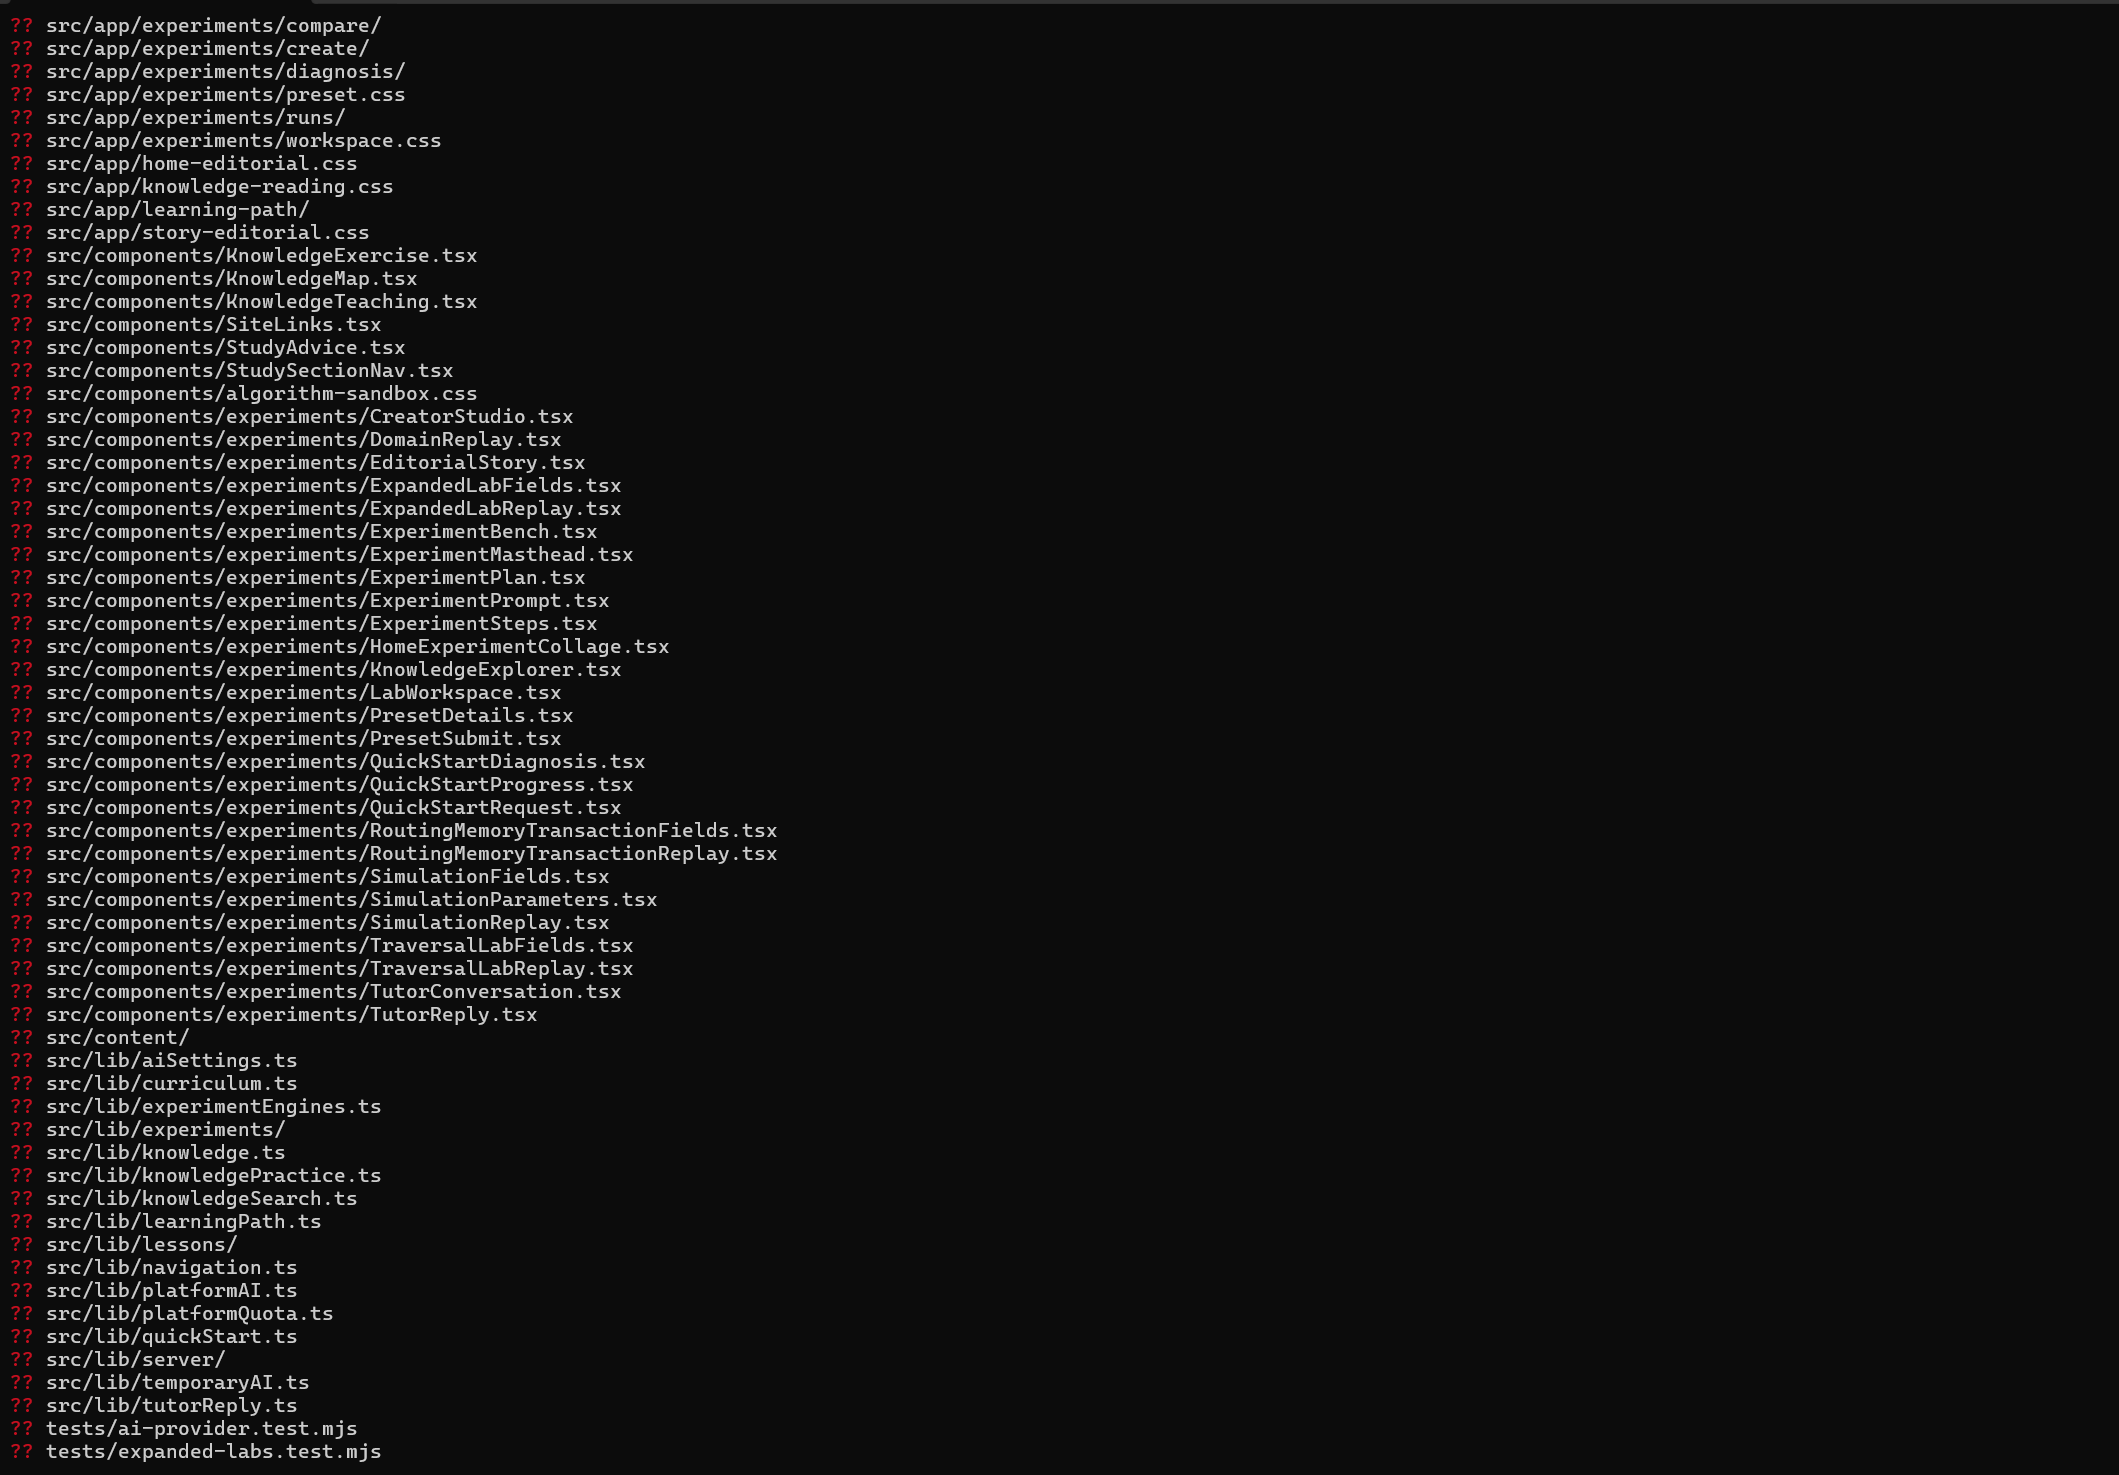 ?? src/app/experiments/compare/
?? src/app/experiments/create/
?? src/app/experiments/diagnosis/
?? src/app/experiments/preset.css
?? src/app/experiments/runs/
?? src/app/experiments/workspace.css
?? src/app/home-editorial.css
?? src/app/knowledge-reading.css
?? src/app/learning-path/
?? src/app/story-editorial.css
?? src/components/KnowledgeExercise.tsx
?? src/components/KnowledgeMap.tsx
?? src/components/KnowledgeTeaching.tsx
?? src/components/SiteLinks.tsx
?? src/components/StudyAdvice.tsx
?? src/components/StudySectionNav.tsx
?? src/components/algorithm-sandbox.css
?? src/components/experiments/CreatorStudio.tsx
?? src/components/experiments/DomainReplay.tsx
?? src/components/experiments/EditorialStory.tsx
?? src/components/experiments/ExpandedLabFields.tsx
?? src/components/experiments/ExpandedLabReplay.tsx
?? src/components/experiments/ExperimentBench.tsx
?? src/components/experiments/ExperimentMasthead.tsx
?? src/components/experiments/ExperimentPlan.tsx
?? src/components/experiments/ExperimentPrompt.tsx
?? src/components/experiments/ExperimentSteps.tsx
?? src/components/experiments/HomeExperimentCollage.tsx
?? src/components/experiments/KnowledgeExplorer.tsx
?? src/components/experiments/LabWorkspace.tsx
?? src/components/experiments/PresetDetails.tsx
?? src/components/experiments/PresetSubmit.tsx
?? src/components/experiments/QuickStartDiagnosis.tsx
?? src/components/experiments/QuickStartProgress.tsx
?? src/components/experiments/QuickStartRequest.tsx
?? src/components/experiments/RoutingMemoryTransactionFields.tsx
?? src/components/experiments/RoutingMemoryTransactionReplay.tsx
?? src/components/experiments/SimulationFields.tsx
?? src/components/experiments/SimulationParameters.tsx
?? src/components/experiments/SimulationReplay.tsx
?? src/components/experiments/TraversalLabFields.tsx
?? src/components/experiments/TraversalLabReplay.tsx
?? src/components/experiments/TutorConversation.tsx
?? src/components/experiments/TutorReply.tsx
?? src/content/
?? src/lib/aiSettings.ts
?? src/lib/curriculum.ts
?? src/lib/experimentEngines.ts
?? src/lib/experiments/
?? src/lib/knowledge.ts
?? src/lib/knowledgePractice.ts
?? src/lib/knowledgeSearch.ts
?? src/lib/learningPath.ts
?? src/lib/lessons/
?? src/lib/navigation.ts
?? src/lib/platformAI.ts
?? src/lib/platformQuota.ts
?? src/lib/quickStart.ts
?? src/lib/server/
?? src/lib/temporaryAI.ts
?? src/lib/tutorReply.ts
?? tests/ai-provider.test.mjs
?? tests/expanded-labs.test.mjs